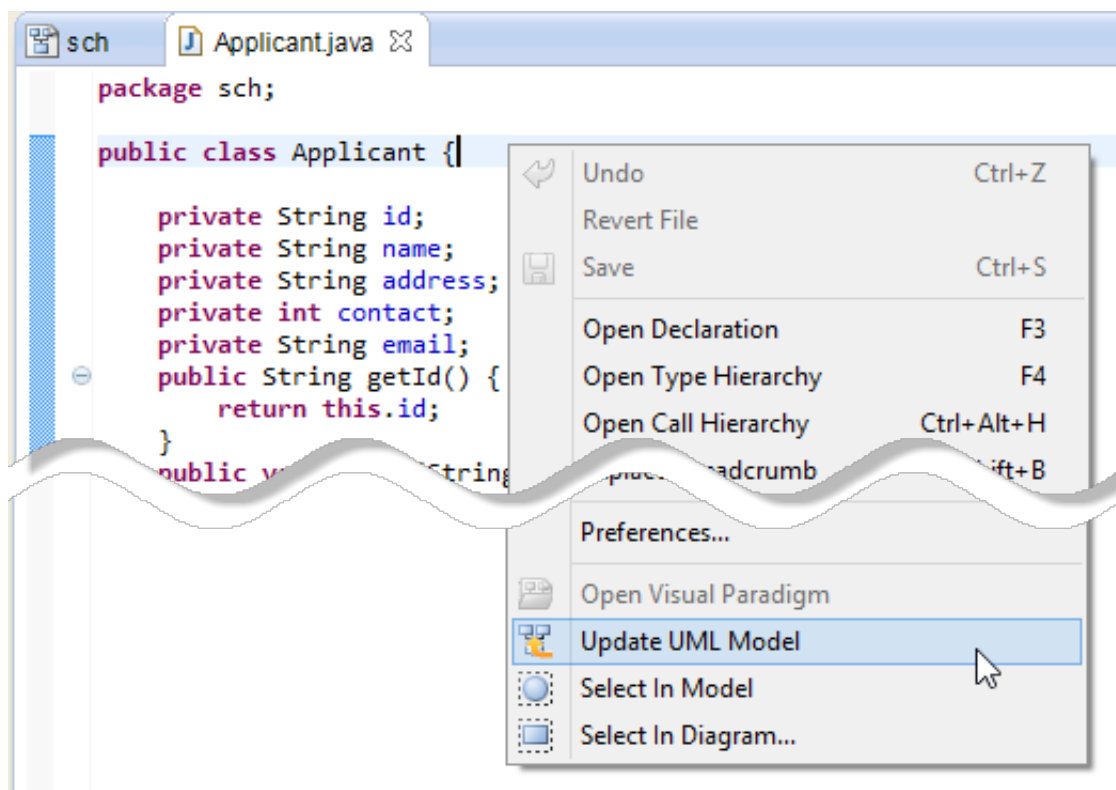 sch
Applicant.java
package sch;
public class Applicant {
private String id;
private String name;
private String address;
private int contact;
private String email;
public String getId() {
return this.id;
}
public
Undo Ctrl+Z
Revert File
Save Ctrl+S
Open Declaration F3
Open Type Hierarchy F4
Open Call Hierarchy Ctrl+Alt+H
Preferences...
Open Visual Paradigm
Update UML Model
Select In Model
Select In Diagram...